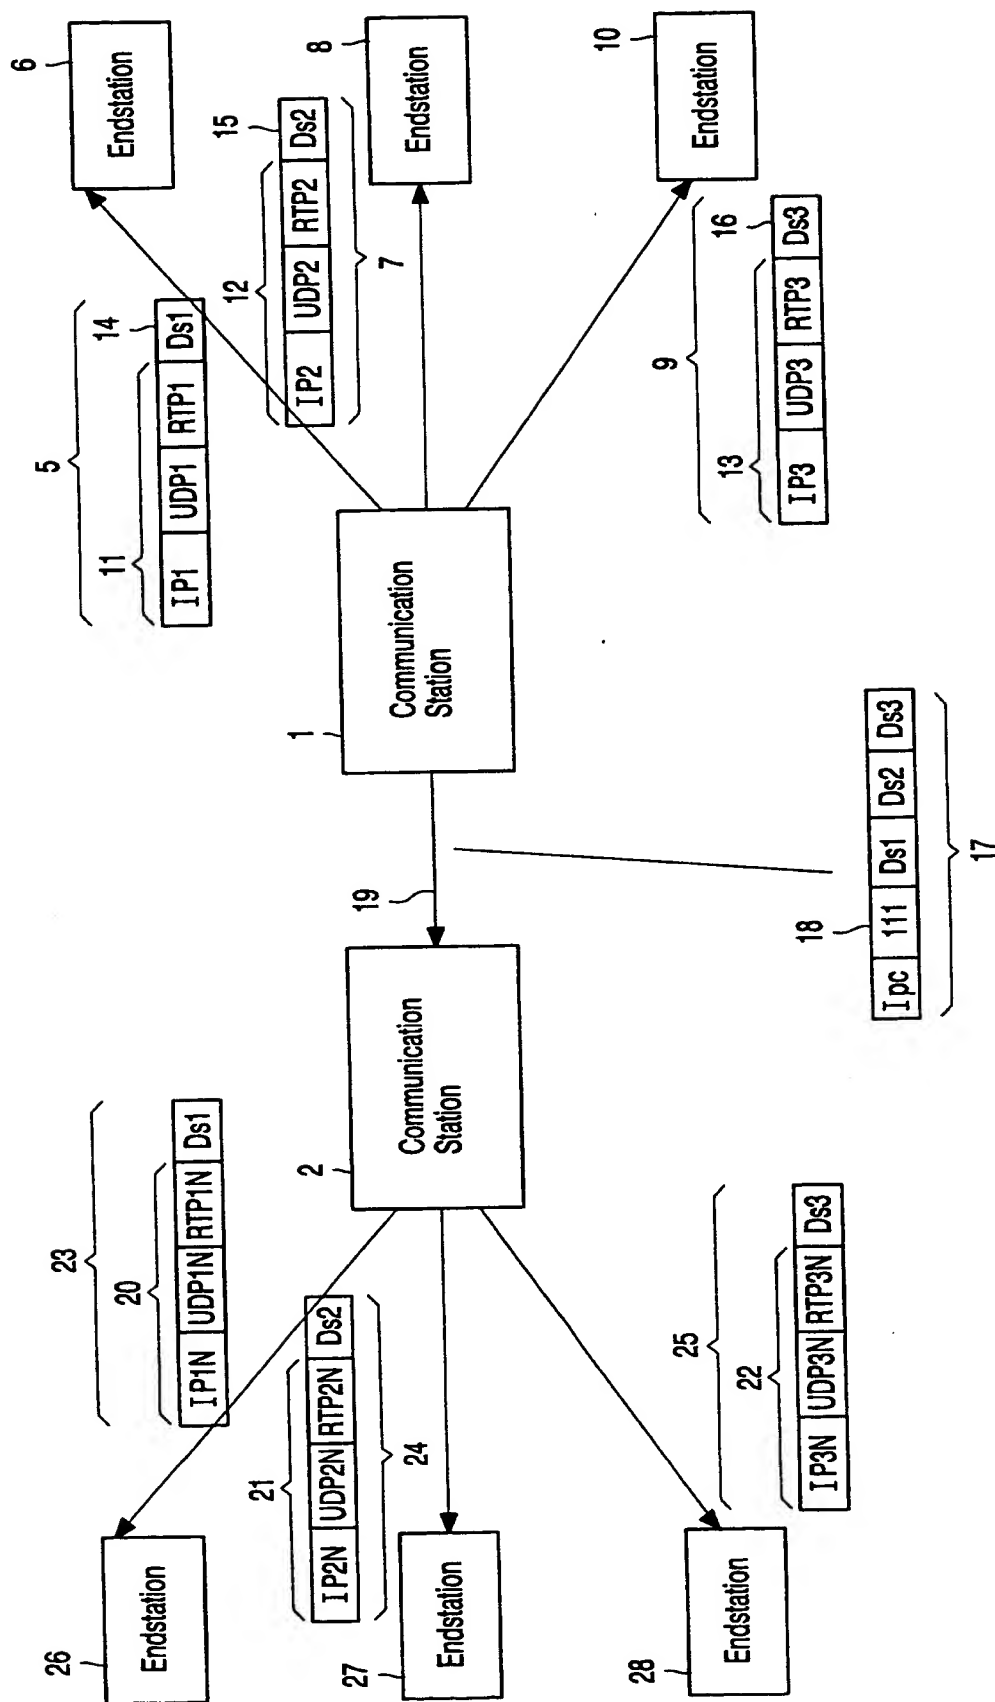 6
Endstation
8
Endstation
10
Endstation
5
11
14
IP1 UDP1 RTP1 Ds1
12
15
IP2 UDP2 RTP2 Ds2
7
9
13
16
IP3 UDP3 RTP3 Ds3
1
Communication
Station
19
18
Ipc 111 Ds1 Ds2 Ds3
17
2
Communication
Station
23
20
IP1N UDP1N RTP1N Ds1
21
IP2N UDP2N RTP2N Ds2
24
25
22
IP3N UDP3N RTP3N Ds3
26
Endstation
27
Endstation
28
Endstation